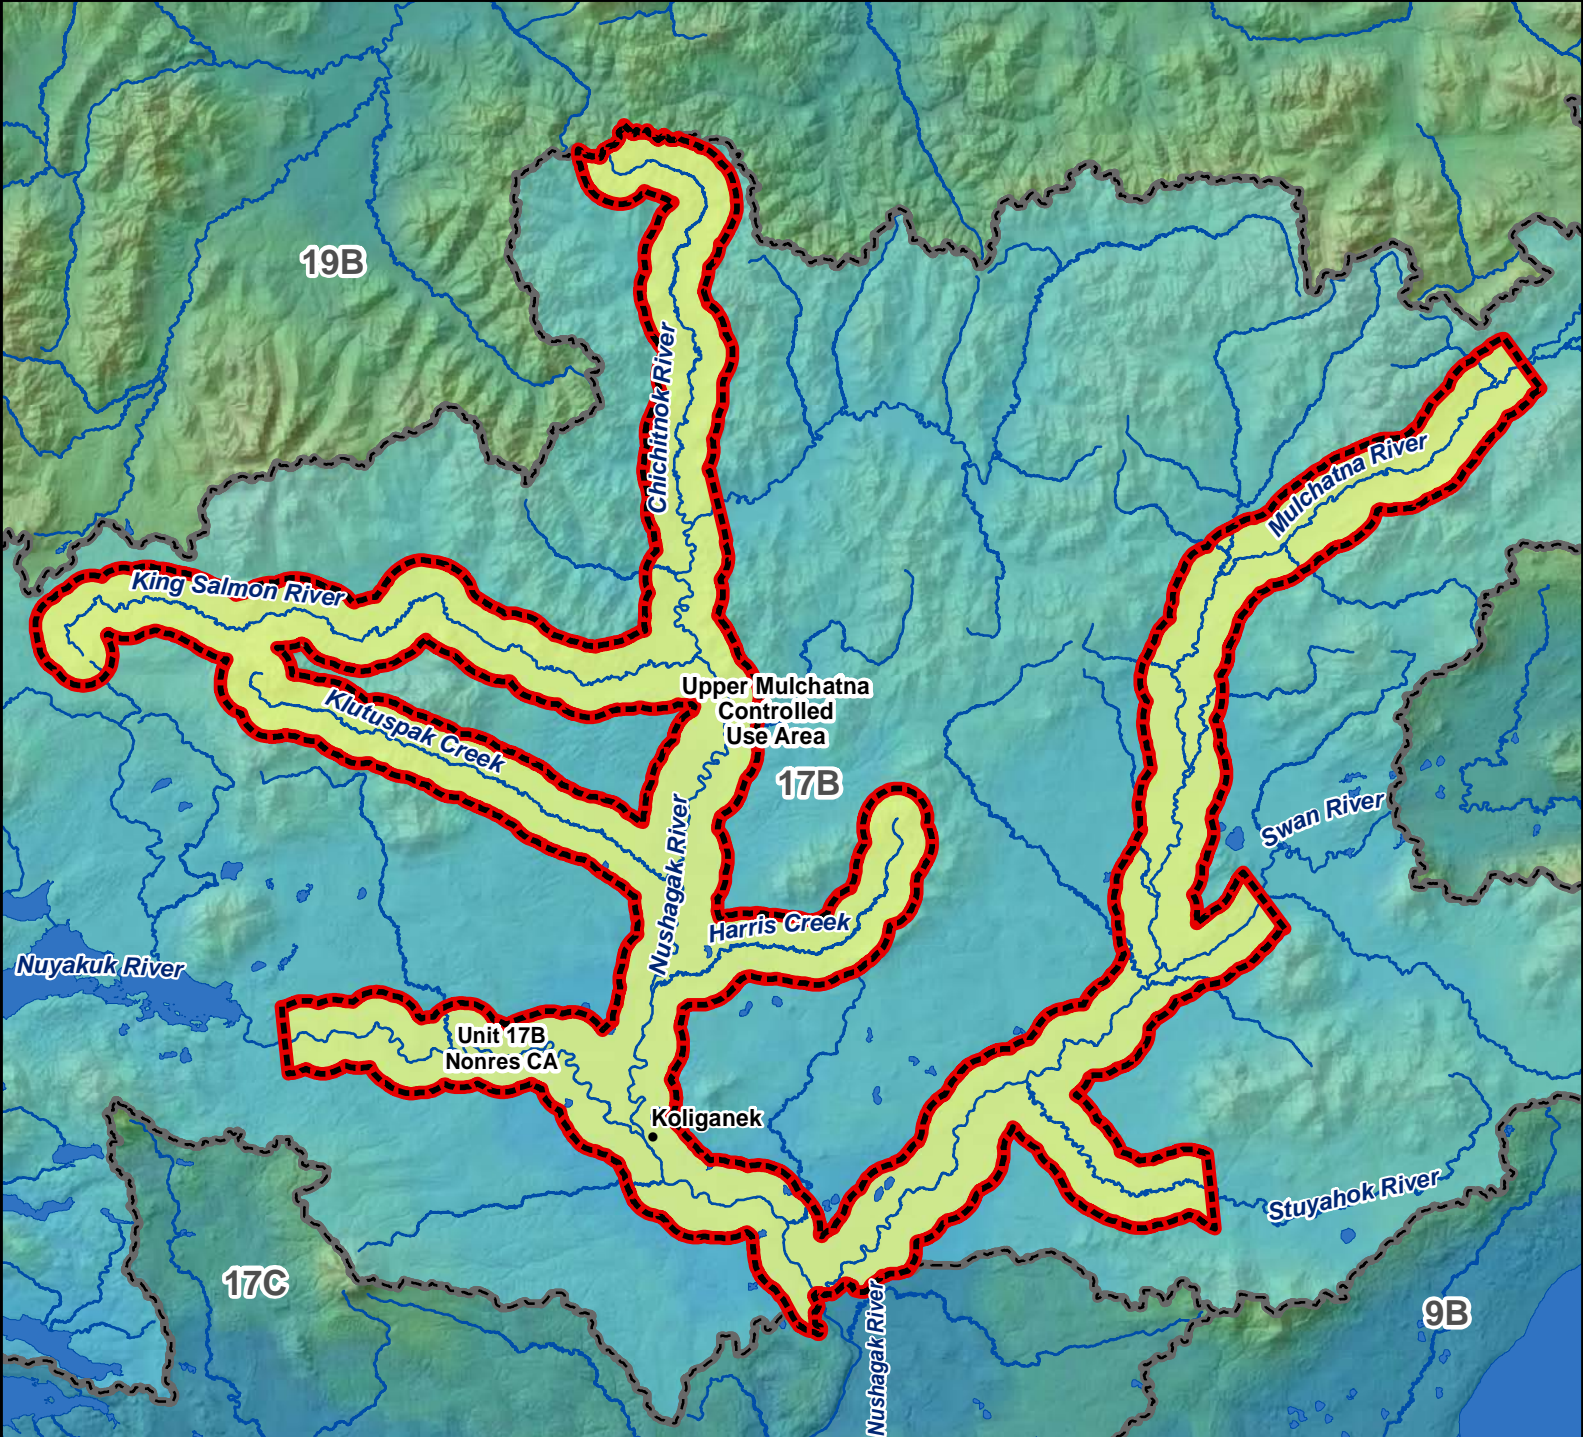 19B
Chichitnok River
Mulchatna River
King Salmon River
Klutuspak Creek
Upper Mulchatna
Controlled
Use Area
17B
Swan River
Nushagak River
Harris Creek
Nuyakuk River
Unit 17B
Nonres CA
Koliganek
Stuyahok River
17C
Nushagak River
9B